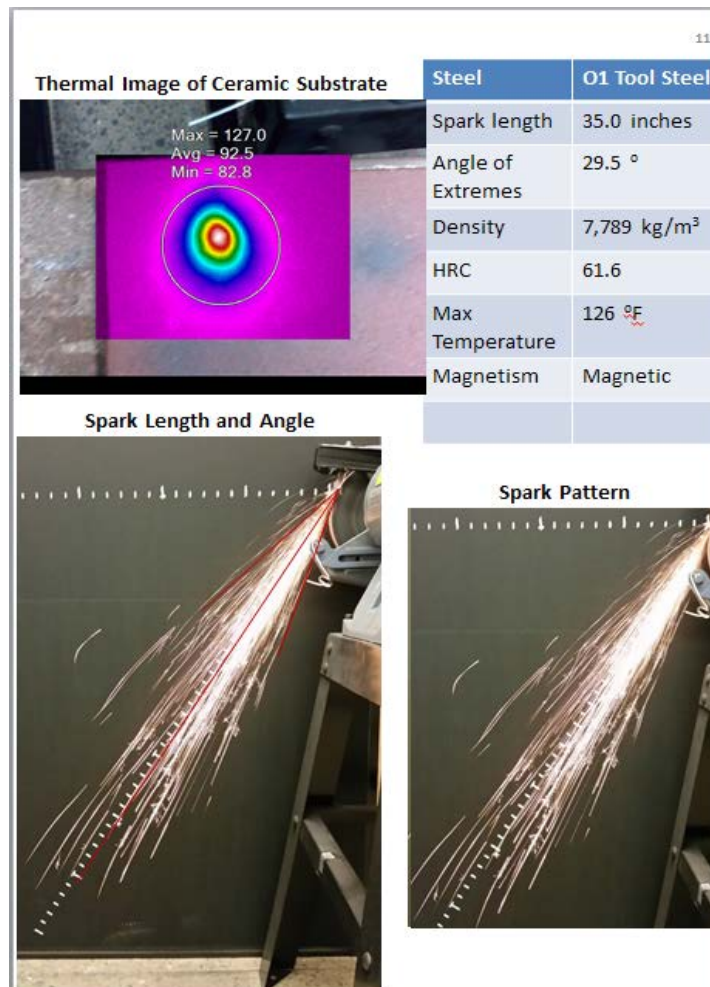 11
Thermal Image of Ceramic Substrate
Max = 127.0
Avg = 92.5
Min = 82.8
Steel O1 Tool Steel
Spark length 35.0 inches
Angle of
Extremes 29.5 º
Density 7,789 kg/m³
HRC 61.6
Max
Temperature 126 ºF
Magnetism Magnetic
Spark Length and Angle
Spark Pattern